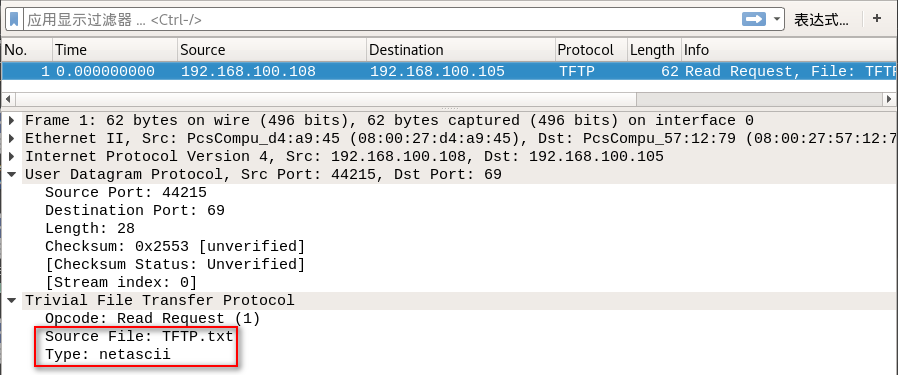 应用显示过滤器 ... <Ctrl-/> 表达式... +
No. Time Source Destination Protocol Length Info
1 0.000000000 192.168.100.108 192.168.100.105 TFTP 62 Read Request, File: TFTP
Frame 1: 62 bytes on wire (496 bits), 62 bytes captured (496 bits) on interface 0
Ethernet II, Src: PcsCompu_d4:a9:45 (08:00:27:d4:a9:45), Dst: PcsCompu_57:12:79 (08:00:27:57:12:7
Internet Protocol Version 4, Src: 192.168.100.108, Dst: 192.168.100.105
User Datagram Protocol, Src Port: 44215, Dst Port: 69
Source Port: 44215
Destination Port: 69
Length: 28
Checksum: 0x2553 [unverified]
[Checksum Status: Unverified]
[Stream index: 0]
Trivial File Transfer Protocol
Opcode: Read Request (1)
Source File: TFTP.txt
Type: netascii